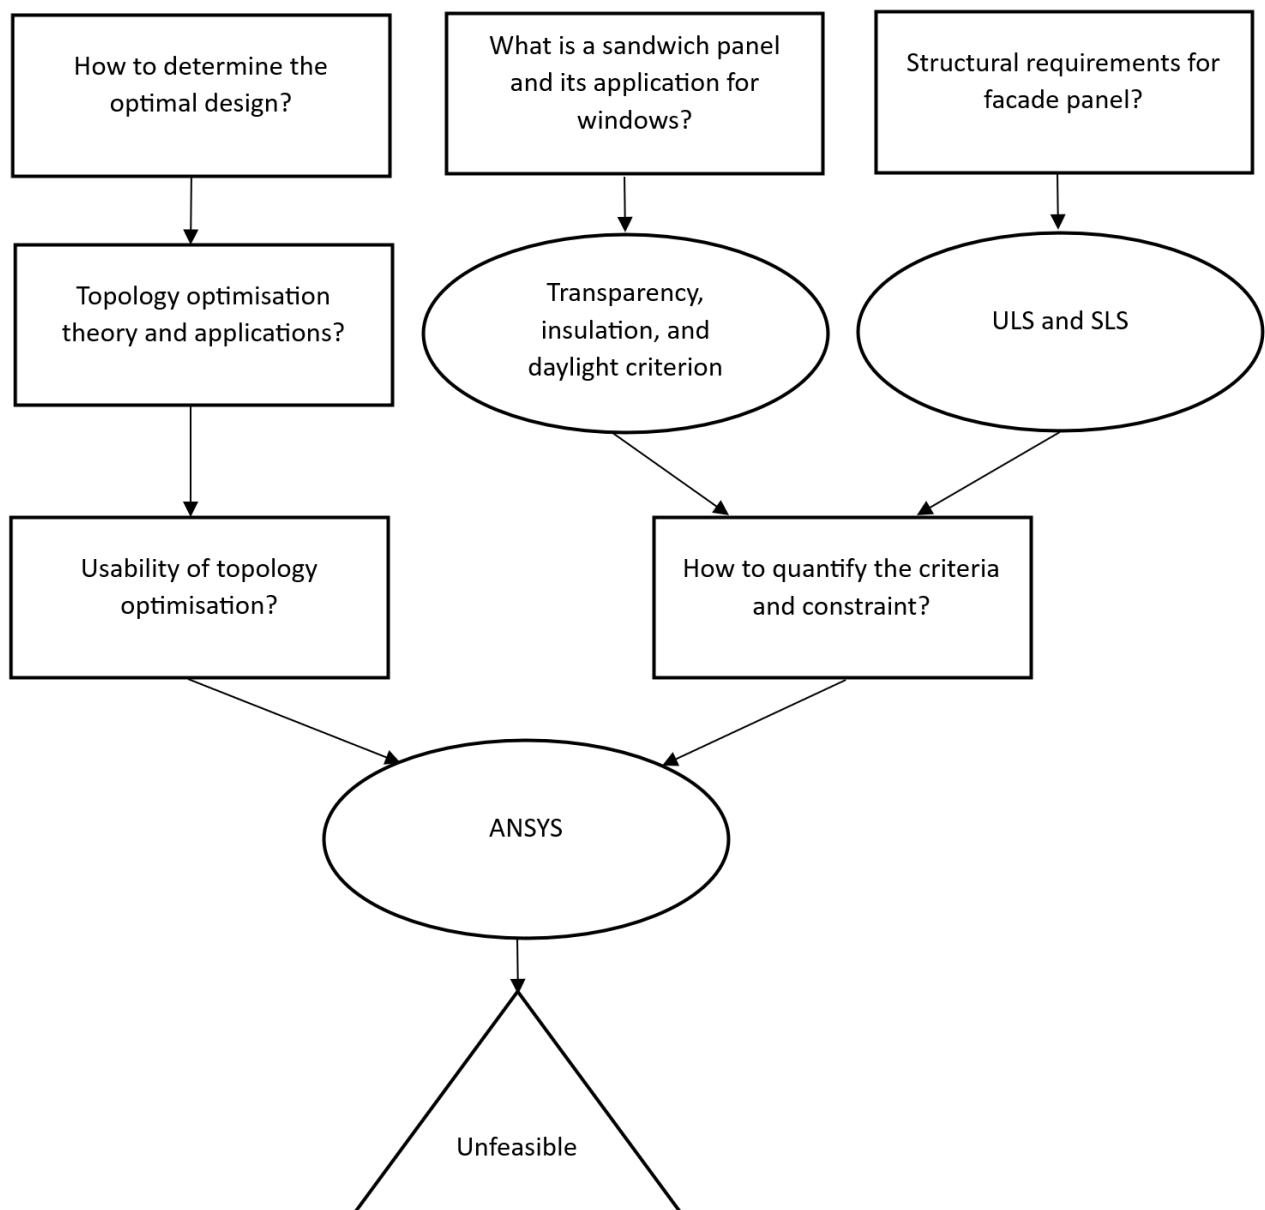 How to determine the
optimal design?
What is a sandwich panel
and its application for
windows?
Structural requirements for
facade panel?
Topology optimisation
theory and applications?
Transparency,
insulation, and
daylight criterion
ULS and SLS
Usability of topology
optimisation?
How to quantify the criteria
and constraint?
ANSYS
Unfeasible